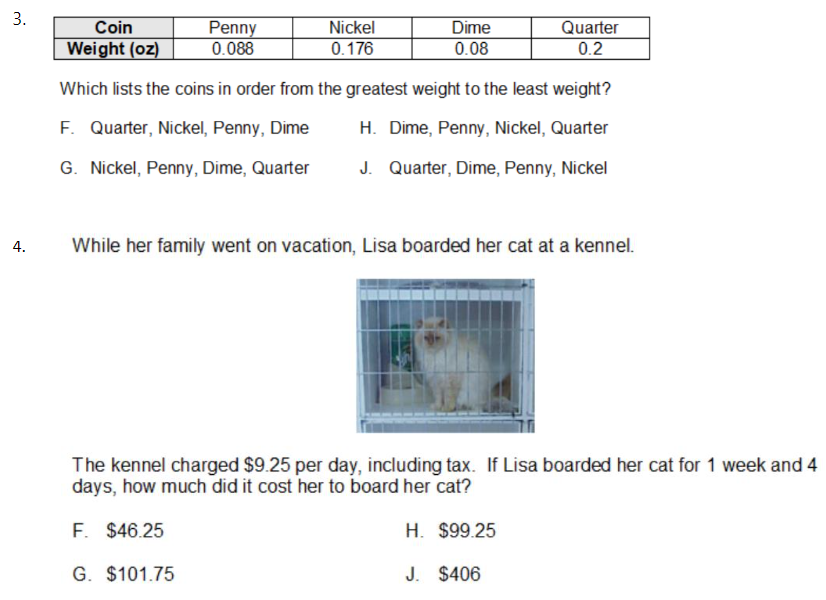 3.
Coin Penny Nickel Dime Quarter
Weight (oz) 0.088 0.176 0.08 0.2
Which lists the coins in order from the greatest weight to the least weight?
F. Quarter, Nickel, Penny, Dime H. Dime, Penny, Nickel, Quarter
G. Nickel, Penny, Dime, Quarter J. Quarter, Dime, Penny, Nickel
4. While her family went on vacation, Lisa boarded her cat at a kennel.
The kennel charged $9.25 per day, including tax. If Lisa boarded her cat for 1 week and 4
days, how much did it cost her to board her cat?
F. $46.25 H. $99.25
G. $101.75 J. $406